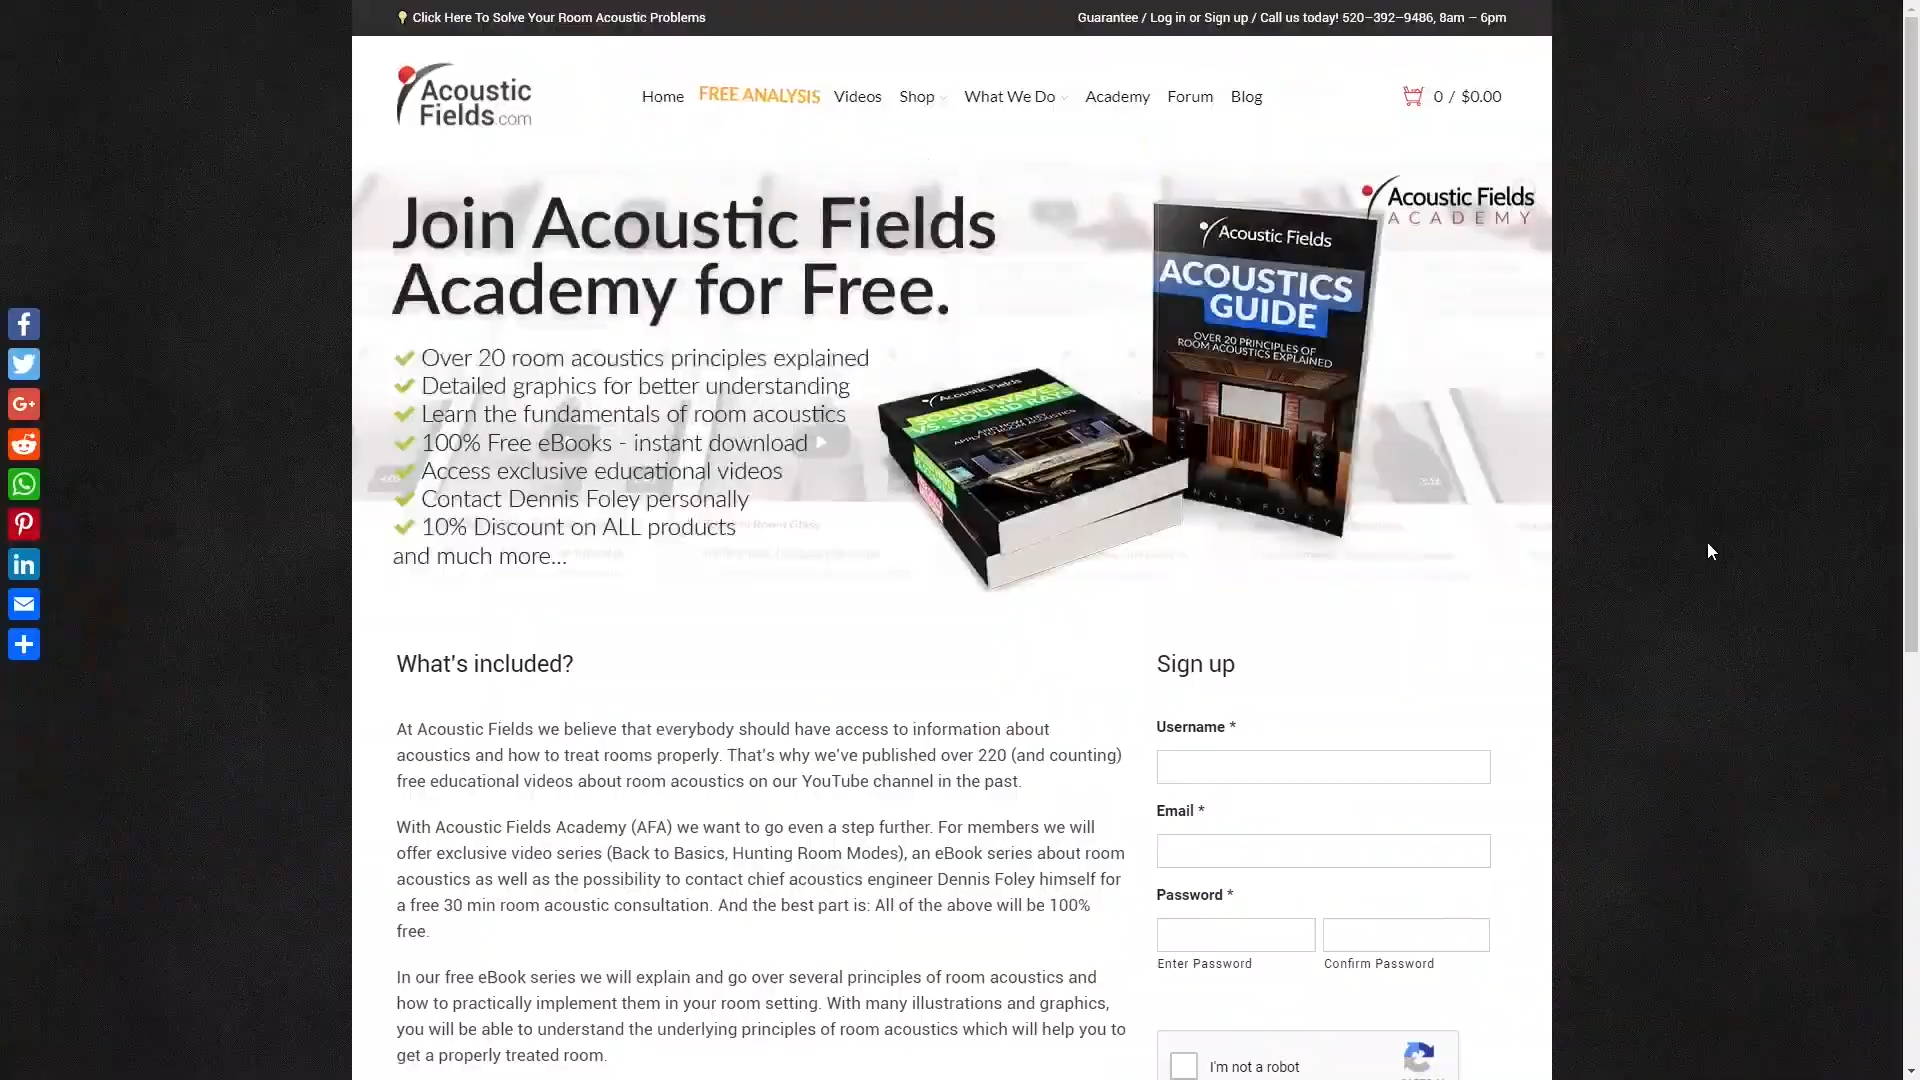 Click Here To Solve Your Room Acoustic Problems
Guarantee / Log in or Sign up / Call us today! 520-392-9486, 8am – 6pm
Acoustic
Fields.com
Home
FREE ANALYSIS
Videos
Shop
What We Do
Academy
Forum
Blog
0 / $0.00
Join Acoustic Fields
Academy for Free.
Over 20 room acoustics principles explained
Detailed graphics for better understanding
Learn the fundamentals of room acoustics
100% Free eBooks - instant download
Access exclusive educational videos
Contact Dennis Foley personally
10% Discount on ALL products
and much more...
Acoustic Fields
SOUND WAVES
VS. SOUND RAYS
AND HOW THEY
APPLY TO ROOM ACOUSTICS
Acoustic Fields
ACOUSTICS
GUIDE
OVER 20 PRINCIPLES OF
ROOM ACOUSTICS EXPLAINED
Acoustic Fields
ACADEMY
What's included?
At Acoustic Fields we believe that everybody should have access to information about
acoustics and how to treat rooms properly. That's why we've published over 220 (and counting)
free educational videos about room acoustics on our YouTube channel in the past.
With Acoustic Fields Academy (AFA) we want to go even a step further. For members we will
offer exclusive video series (Back to Basics, Hunting Room Modes), an eBook series about room
acoustics as well as the possibility to contact chief acoustics engineer Dennis Foley himself for
a free 30 min room acoustic consultation. And the best part is: All of the above will be 100%
free.
In our free eBook series we will explain and go over several principles of room acoustics and
how to practically implement them in your room setting. With many illustrations and graphics,
you will be able to understand the underlying principles of room acoustics which will help you to
get a properly treated room.
Sign up
Username *
Email *
Password *
Enter Password
Confirm Password
I'm not a robot